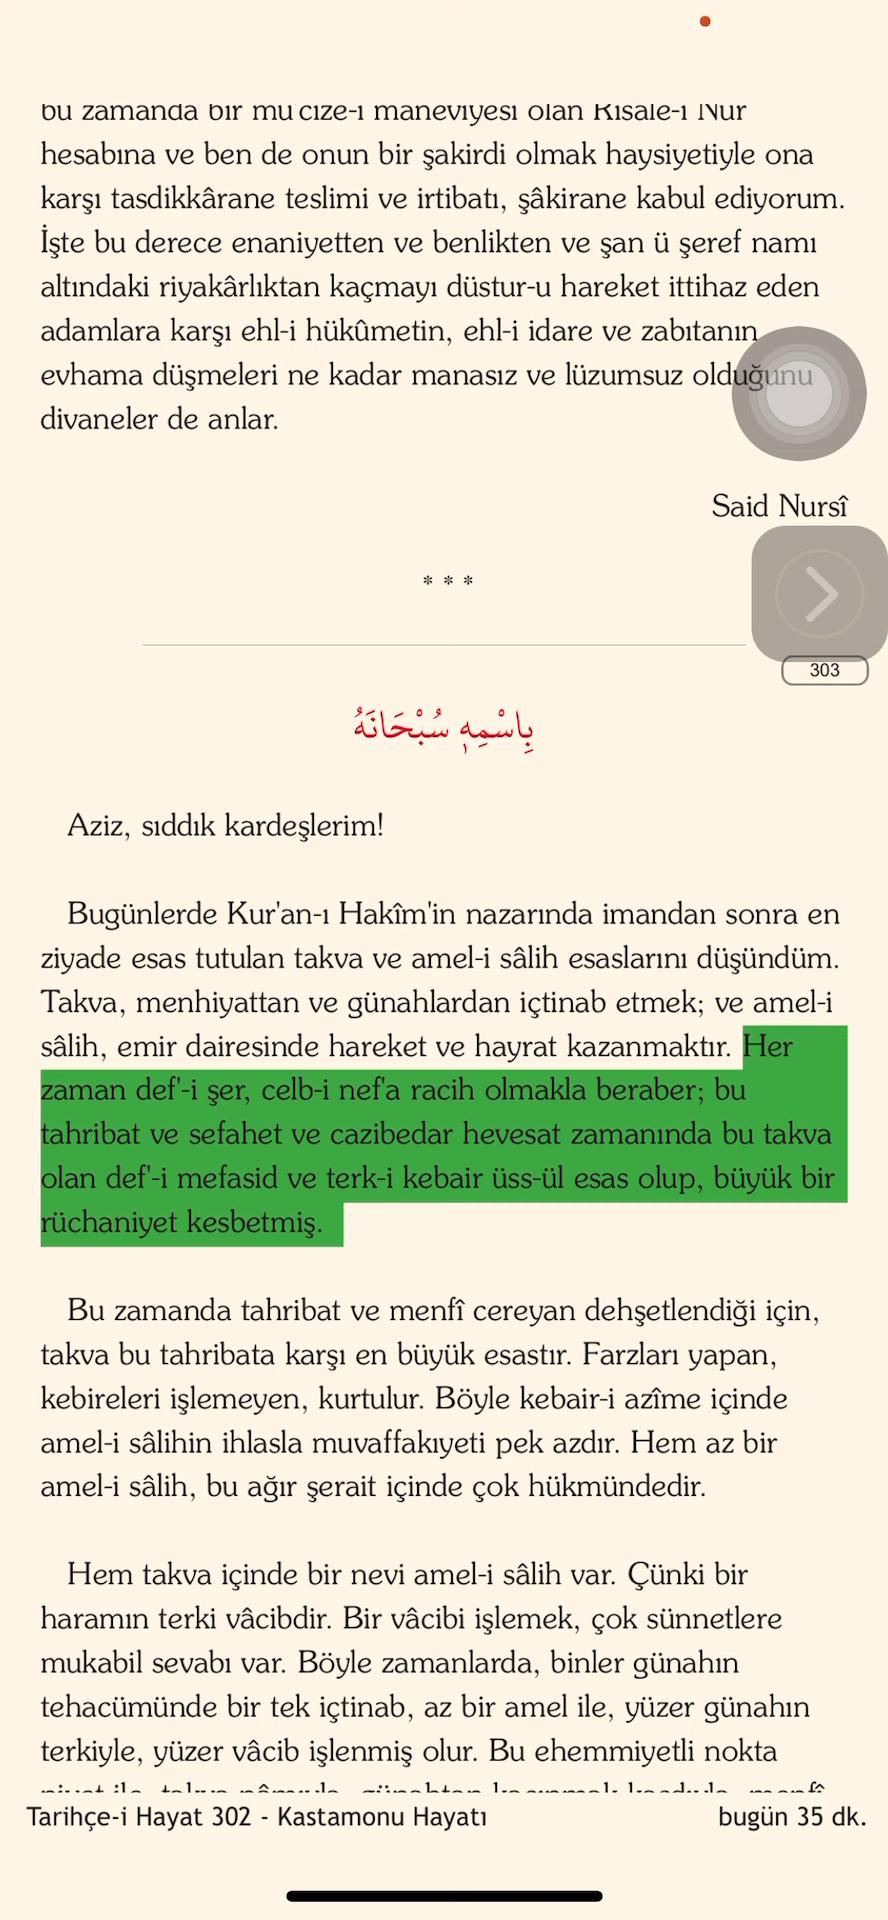 bu zamanda bir mu'cize-i maneviyesi olan Risale-i Nur
hesabına ve ben de onun bir şakirdi olmak haysiyetiyle ona
karşı tasdikkârane teslimi ve irtibatı, şâkirane kabul ediyorum.
İşte bu derece enaniyetten ve benlikten ve şan ü şeref namı
altındaki riyakârlıktan kaçmayı düstur-u hareket ittihaz eden
adamlara karşı ehl-i hükûmetin, ehl-i idare ve zabıtanın
evhama düşmeleri ne kadar manasız ve lüzumsuz olduğunu
divaneler de anlar.
Said Nursî
* * *
303
بِاسْمِهٖ سُبْحَانَهُ
Aziz, sıddık kardeşlerim!
Bugünlerde Kur'an-ı Hakîm'in nazarında imandan sonra en
ziyade esas tutulan takva ve amel-i sâlih esaslarını düşündüm.
Takva, menhiyattan ve günahlardan içtinab etmek; ve amel-i
sâlih, emir dairesinde hareket ve hayrat kazanmaktır. Her
zaman def'-i şer, celb-i nef'a racih olmakla beraber; bu
tahribat ve sefahet ve cazibedar hevesat zamanında bu takva
olan def'-i mefasid ve terk-i kebair üss-ül esas olup, büyük bir
rüchaniyet kesbetmiş.
Bu zamanda tahribat ve menfî cereyan dehşetlendiği için,
takva bu tahribata karşı en büyük esastır. Farzları yapan,
kebireleri işlemeyen, kurtulur. Böyle kebair-i azîme içinde
amel-i sâlihin ihlasla muvaffakıyeti pek azdır. Hem az bir
amel-i sâlih, bu ağır şerait içinde çok hükmündedir.
Hem takva içinde bir nevi amel-i sâlih var. Çünki bir
haramın terki vâcibdir. Bir vâcibi işlemek, çok sünnetlere
mukabil sevabı var. Böyle zamanlarda, binler günahın
tehacümünde bir tek içtinab, az bir amel ile, yüzer günahın
terkiyle, yüzer vâcib işlenmiş olur. Bu ehemmiyetli nokta
Tarihçe-i Hayat 302 - Kastamonu Hayatı
bugün 35 dk.